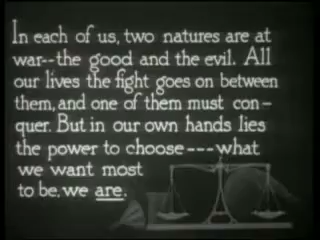 In each of us, two natures are at
war--the good and the evil. All
our lives the fight goes on between
them, and one of them must con-
quer. But in our own hands lies
the power to choose---what
we want most
to be, we are.